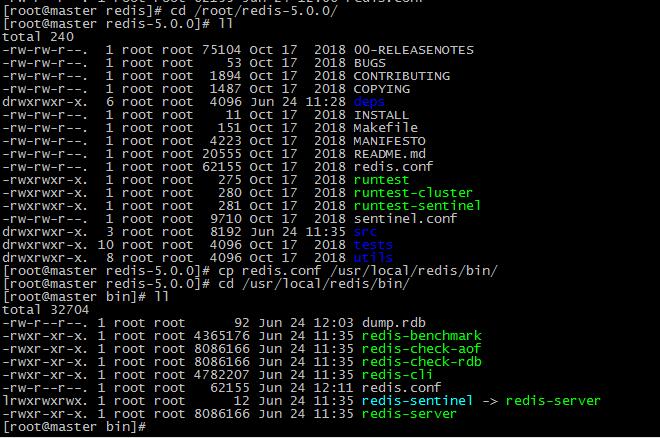 [root@master redis]# cd /root/redis-5.0.0/
[root@master redis-5.0.0]# ll
total 240
-rw-rw-r--.  1 root root 75104 Oct 17  2018 00-RELEASENOTES
-rw-rw-r--.  1 root root    53 Oct 17  2018 BUGS
-rw-rw-r--.  1 root root  1894 Oct 17  2018 CONTRIBUTING
-rw-rw-r--.  1 root root  1487 Oct 17  2018 COPYING
drwxrwxr-x.  6 root root  4096 Jun 24 11:28 deps
-rw-rw-r--.  1 root root    11 Oct 17  2018 INSTALL
-rw-rw-r--.  1 root root   151 Oct 17  2018 Makefile
-rw-rw-r--.  1 root root  4223 Oct 17  2018 MANIFESTO
-rw-rw-r--.  1 root root 20555 Oct 17  2018 README.md
-rw-rw-r--.  1 root root 62155 Oct 17  2018 redis.conf
-rwxrwxr-x.  1 root root   275 Oct 17  2018 runtest
-rwxrwxr-x.  1 root root   280 Oct 17  2018 runtest-cluster
-rwxrwxr-x.  1 root root   281 Oct 17  2018 runtest-sentinel
-rw-rw-r--.  1 root root  9710 Oct 17  2018 sentinel.conf
drwxrwxr-x.  3 root root  8192 Jun 24 11:35 src
drwxrwxr-x. 10 root root  4096 Oct 17  2018 tests
drwxrwxr-x.  8 root root  4096 Oct 17  2018 utils
[root@master redis-5.0.0]# cp redis.conf /usr/local/redis/bin/
[root@master redis-5.0.0]# cd /usr/local/redis/bin/
[root@master bin]# ll
total 32704
-rw-r--r--. 1 root root      92 Jun 24 12:03 dump.rdb
-rwxr-xr-x. 1 root root 4365176 Jun 24 11:35 redis-benchmark
-rwxr-xr-x. 1 root root 8086166 Jun 24 11:35 redis-check-aof
-rwxr-xr-x. 1 root root 8086166 Jun 24 11:35 redis-check-rdb
-rwxr-xr-x. 1 root root 4782207 Jun 24 11:35 redis-cli
-rw-r--r--. 1 root root   62155 Jun 24 12:11 redis.conf
lrwxrwxrwx. 1 root root      12 Jun 24 11:35 redis-sentinel -> redis-server
-rwxr-xr-x. 1 root root 8086166 Jun 24 11:35 redis-server
[root@master bin]#